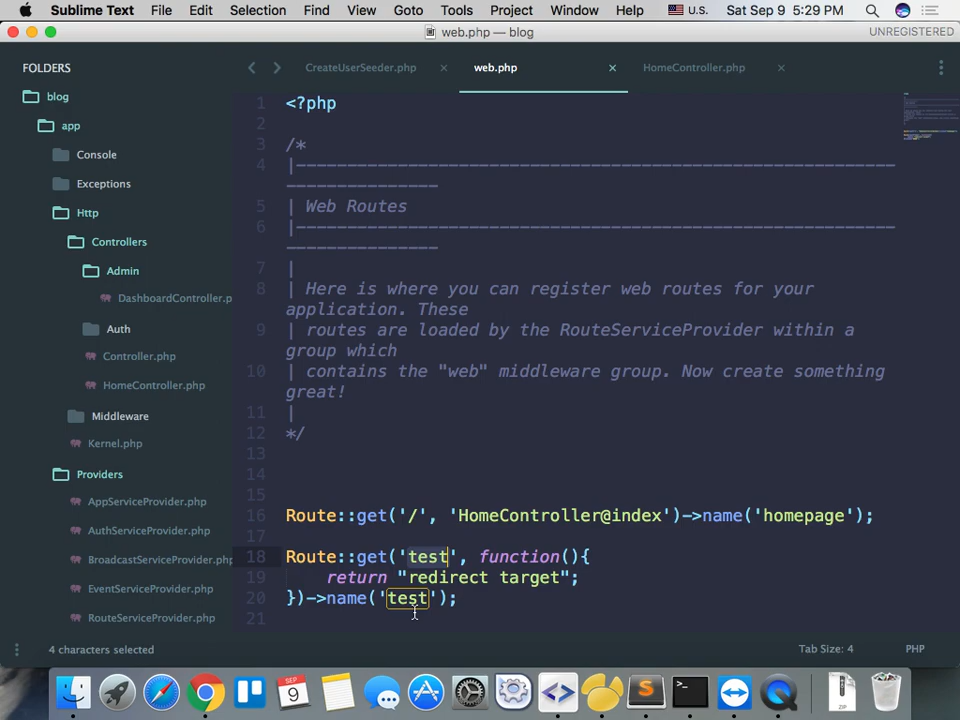 Sublime Text File Edit Selection Find Goto Tools Project Window Help U.S. Sat Sep 9 5:29 PM
web.php — blog UNREGISTERED
FOLDERS
blog
app
Console
Exceptions
Http
Controllers
Admin
DashboardController.p
Auth
Controller.php
HomeController.php
Middleware
Kernel.php
Providers
AppServiceProvider.php
AuthServiceProvider.php
BroadcastServiceProvider.php
EventServiceProvider.php
RouteServiceProvider.php
CreateUserSeeder.php × web.php × HomeController.php ×
1 <?php
2
3 /*
4 |--------------------------------------------------------------------------
5 | Web Routes
6 |--------------------------------------------------------------------------
7 |
8 | Here is where you can register web routes for your
application. These
9 | routes are loaded by the RouteServiceProvider within a
group which
10 | contains the "web" middleware group. Now create something
great!
11 |
12 */
13
14
15
16 Route::get('/', 'HomeController@index')->name('homepage');
17
18 Route::get('test', function(){
19 return "redirect target";
20 })->name('test');
21
4 characters selected Tab Size: 4 PHP
SEP
9
ZIP